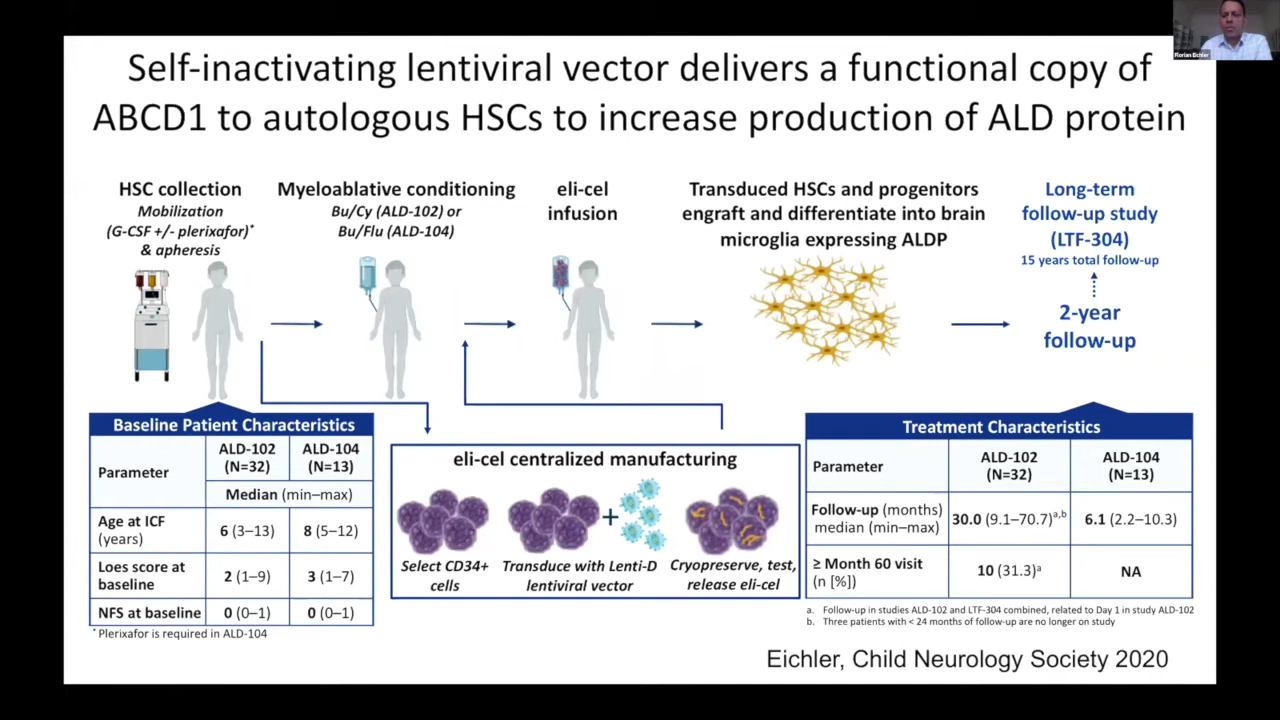 Florian Eichler
Self-inactivating lentiviral vector delivers a functional copy of
ABCD1 to autologous HSCs to increase production of ALD protein
HSC collection
Mobilization
(G-CSF +/- plerixafor)*
& apheresis
Myeloablative conditioning
Bu/Cy (ALD-102) or
Bu/Flu (ALD-104)
eli-cel
infusion
Transduced HSCs and progenitors
engraft and differentiate into brain
microglia expressing ALDP
Long-term
follow-up study
(LTF-304)
15 years total follow-up
2-year
follow-up
Baseline Patient Characteristics
Parameter
ALD-102
(N=32)
ALD-104
(N=13)
Median (min–max)
Age at ICF
(years)
6 (3–13)
8 (5–12)
Loes score at
baseline
2 (1–9)
3 (1–7)
NFS at baseline
0 (0–1)
0 (0–1)
* Plerixafor is required in ALD-104
eli-cel centralized manufacturing
+
Select CD34+
cells
Transduce with Lenti-D
lentiviral vector
Cryopreserve, test,
release eli-cel
Treatment Characteristics
Parameter
ALD-102
(N=32)
ALD-104
(N=13)
Follow-up (months)
median (min–max)
30.0 (9.1–70.7)a,b
6.1 (2.2–10.3)
≥ Month 60 visit
(n [%])
10 (31.3)a
NA
a. Follow-up in studies ALD-102 and LTF-304 combined, related to Day 1 in study ALD-102
b. Three patients with < 24 months of follow-up are no longer on study
Eichler, Child Neurology Society 2020